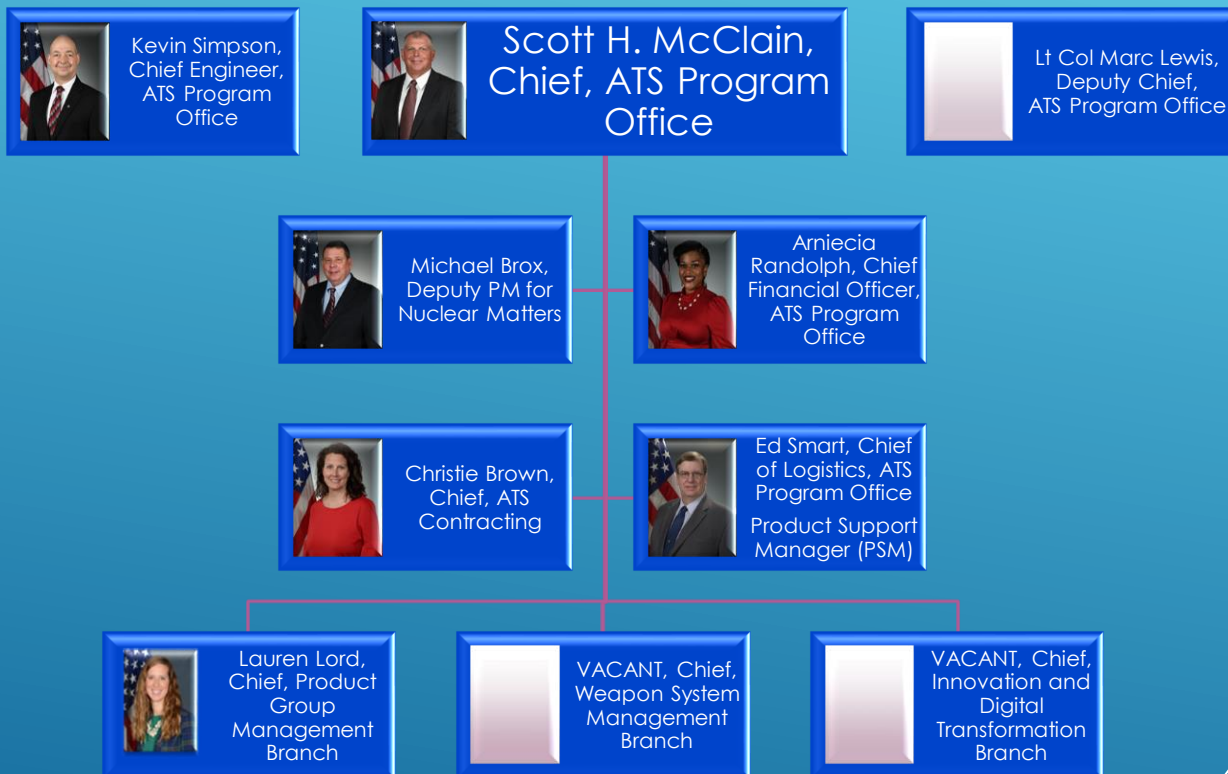 Kevin Simpson,
Chief Engineer,
ATS Program
Office
Scott H. McClain,
Chief, ATS Program
Office
Lt Col Marc Lewis,
Deputy Chief,
ATS Program Office
Michael Brox,
Deputy PM for
Nuclear Matters
Arniecia
Randolph, Chief
Financial Officer,
ATS Program
Office
Christie Brown,
Chief, ATS
Contracting
Ed Smart, Chief
of Logistics, ATS
Program Office
Product Support
Manager (PSM)
Lauren Lord,
Chief, Product
Group
Management
Branch
VACANT, Chief,
Weapon System
Management
Branch
VACANT, Chief,
Innovation and
Digital
Transformation
Branch